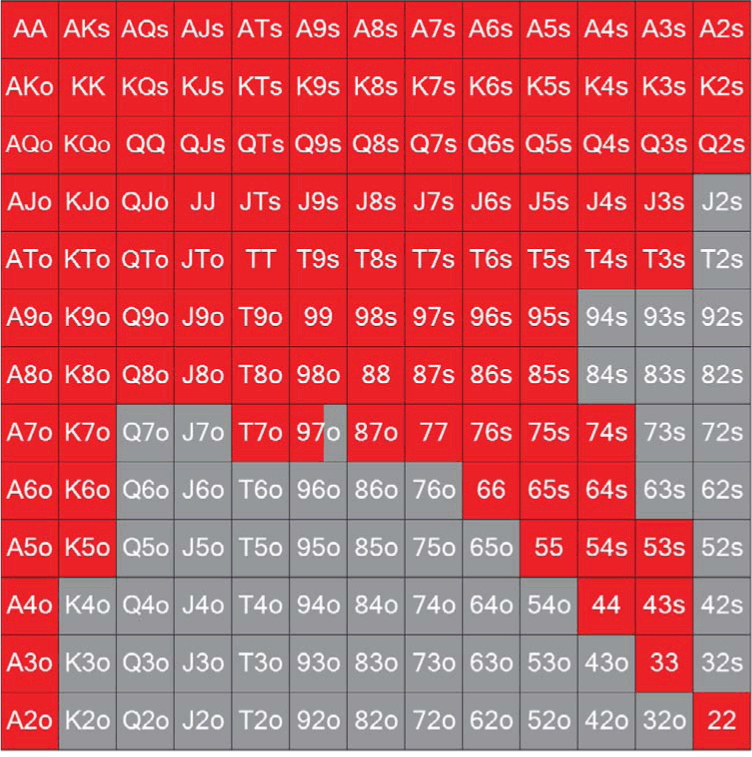 AA AKs AQs AJs ATs A9s A8s A7s A6s A5s A4s A3s A2s
AKo KK KQs KJs KTs K9s K8s K7s K6s K5s K4s K3s K2s
AQo KQo QQ QJs QTs Q9s Q8s Q7s Q6s Q5s Q4s Q3s Q2s
AJo KJo QJo JJ JTs J9s J8s J7s J6s J5s J4s J3s J2s
ATo KTo QTo JTo TT T9s T8s T7s T6s T5s T4s T3s T2s
A9o K9o Q9o J9o T9o 99 98s 97s 96s 95s 94s 93s 92s
A8o K8o Q8o J8o T8o 98o 88 87s 86s 85s 84s 83s 82s
A7o K7o Q7o J7o T7o 97o 87o 77 76s 75s 74s 73s 72s
A6o K6o Q6o J6o T6o 96o 86o 76o 66 65s 64s 63s 62s
A5o K5o Q5o J5o T5o 95o 85o 75o 65o 55 54s 53s 52s
A4o K4o Q4o J4o T4o 94o 84o 74o 64o 54o 44 43s 42s
A3o K3o Q3o J3o T3o 93o 83o 73o 63o 53o 43o 33 32s
A2o K2o Q2o J2o T2o 92o 82o 72o 62o 52o 42o 32o 22